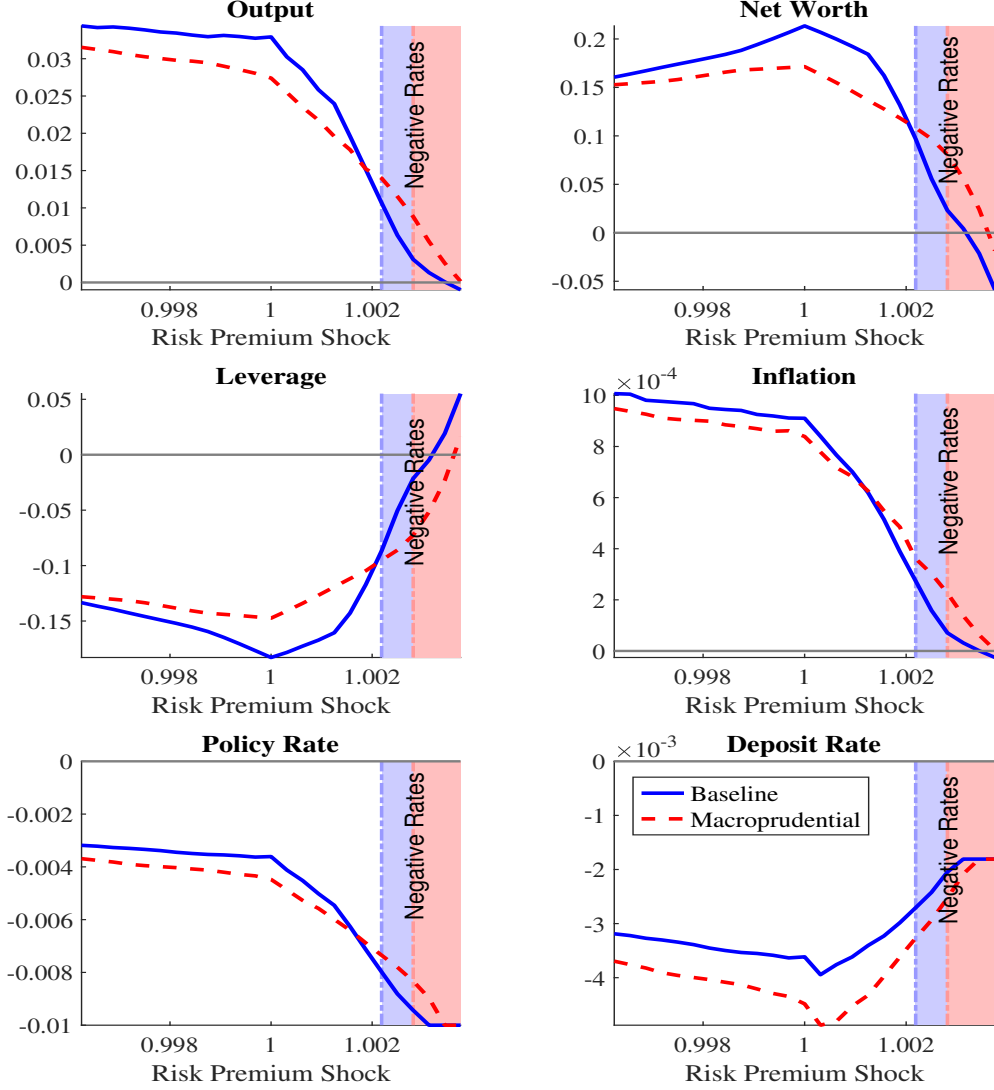 Output
0.03
0.025
0.02
0.015
0.01
0.005
0
Negative Rates
0.998
1
1.002
Risk Premium Shock
Net Worth
0.2
0.15
0.1
0.05
0
-0.05
Negative Rates
0.998
1
1.002
Risk Premium Shock
Leverage
0.05
0
-0.05
-0.1
-0.15
Negative Rates
0.998
1
1.002
Risk Premium Shock
Inflation
×10-4
10
8
6
4
2
0
Negative Rates
0.998
1
1.002
Risk Premium Shock
Policy Rate
0
-0.002
-0.004
-0.006
-0.008
-0.01
Negative Rates
0.998
1
1.002
Risk Premium Shock
Deposit Rate
×10-3
0
-1
-2
-3
-4
Baseline
Macroprudential
Negative Rates
0.998
1
1.002
Risk Premium Shock